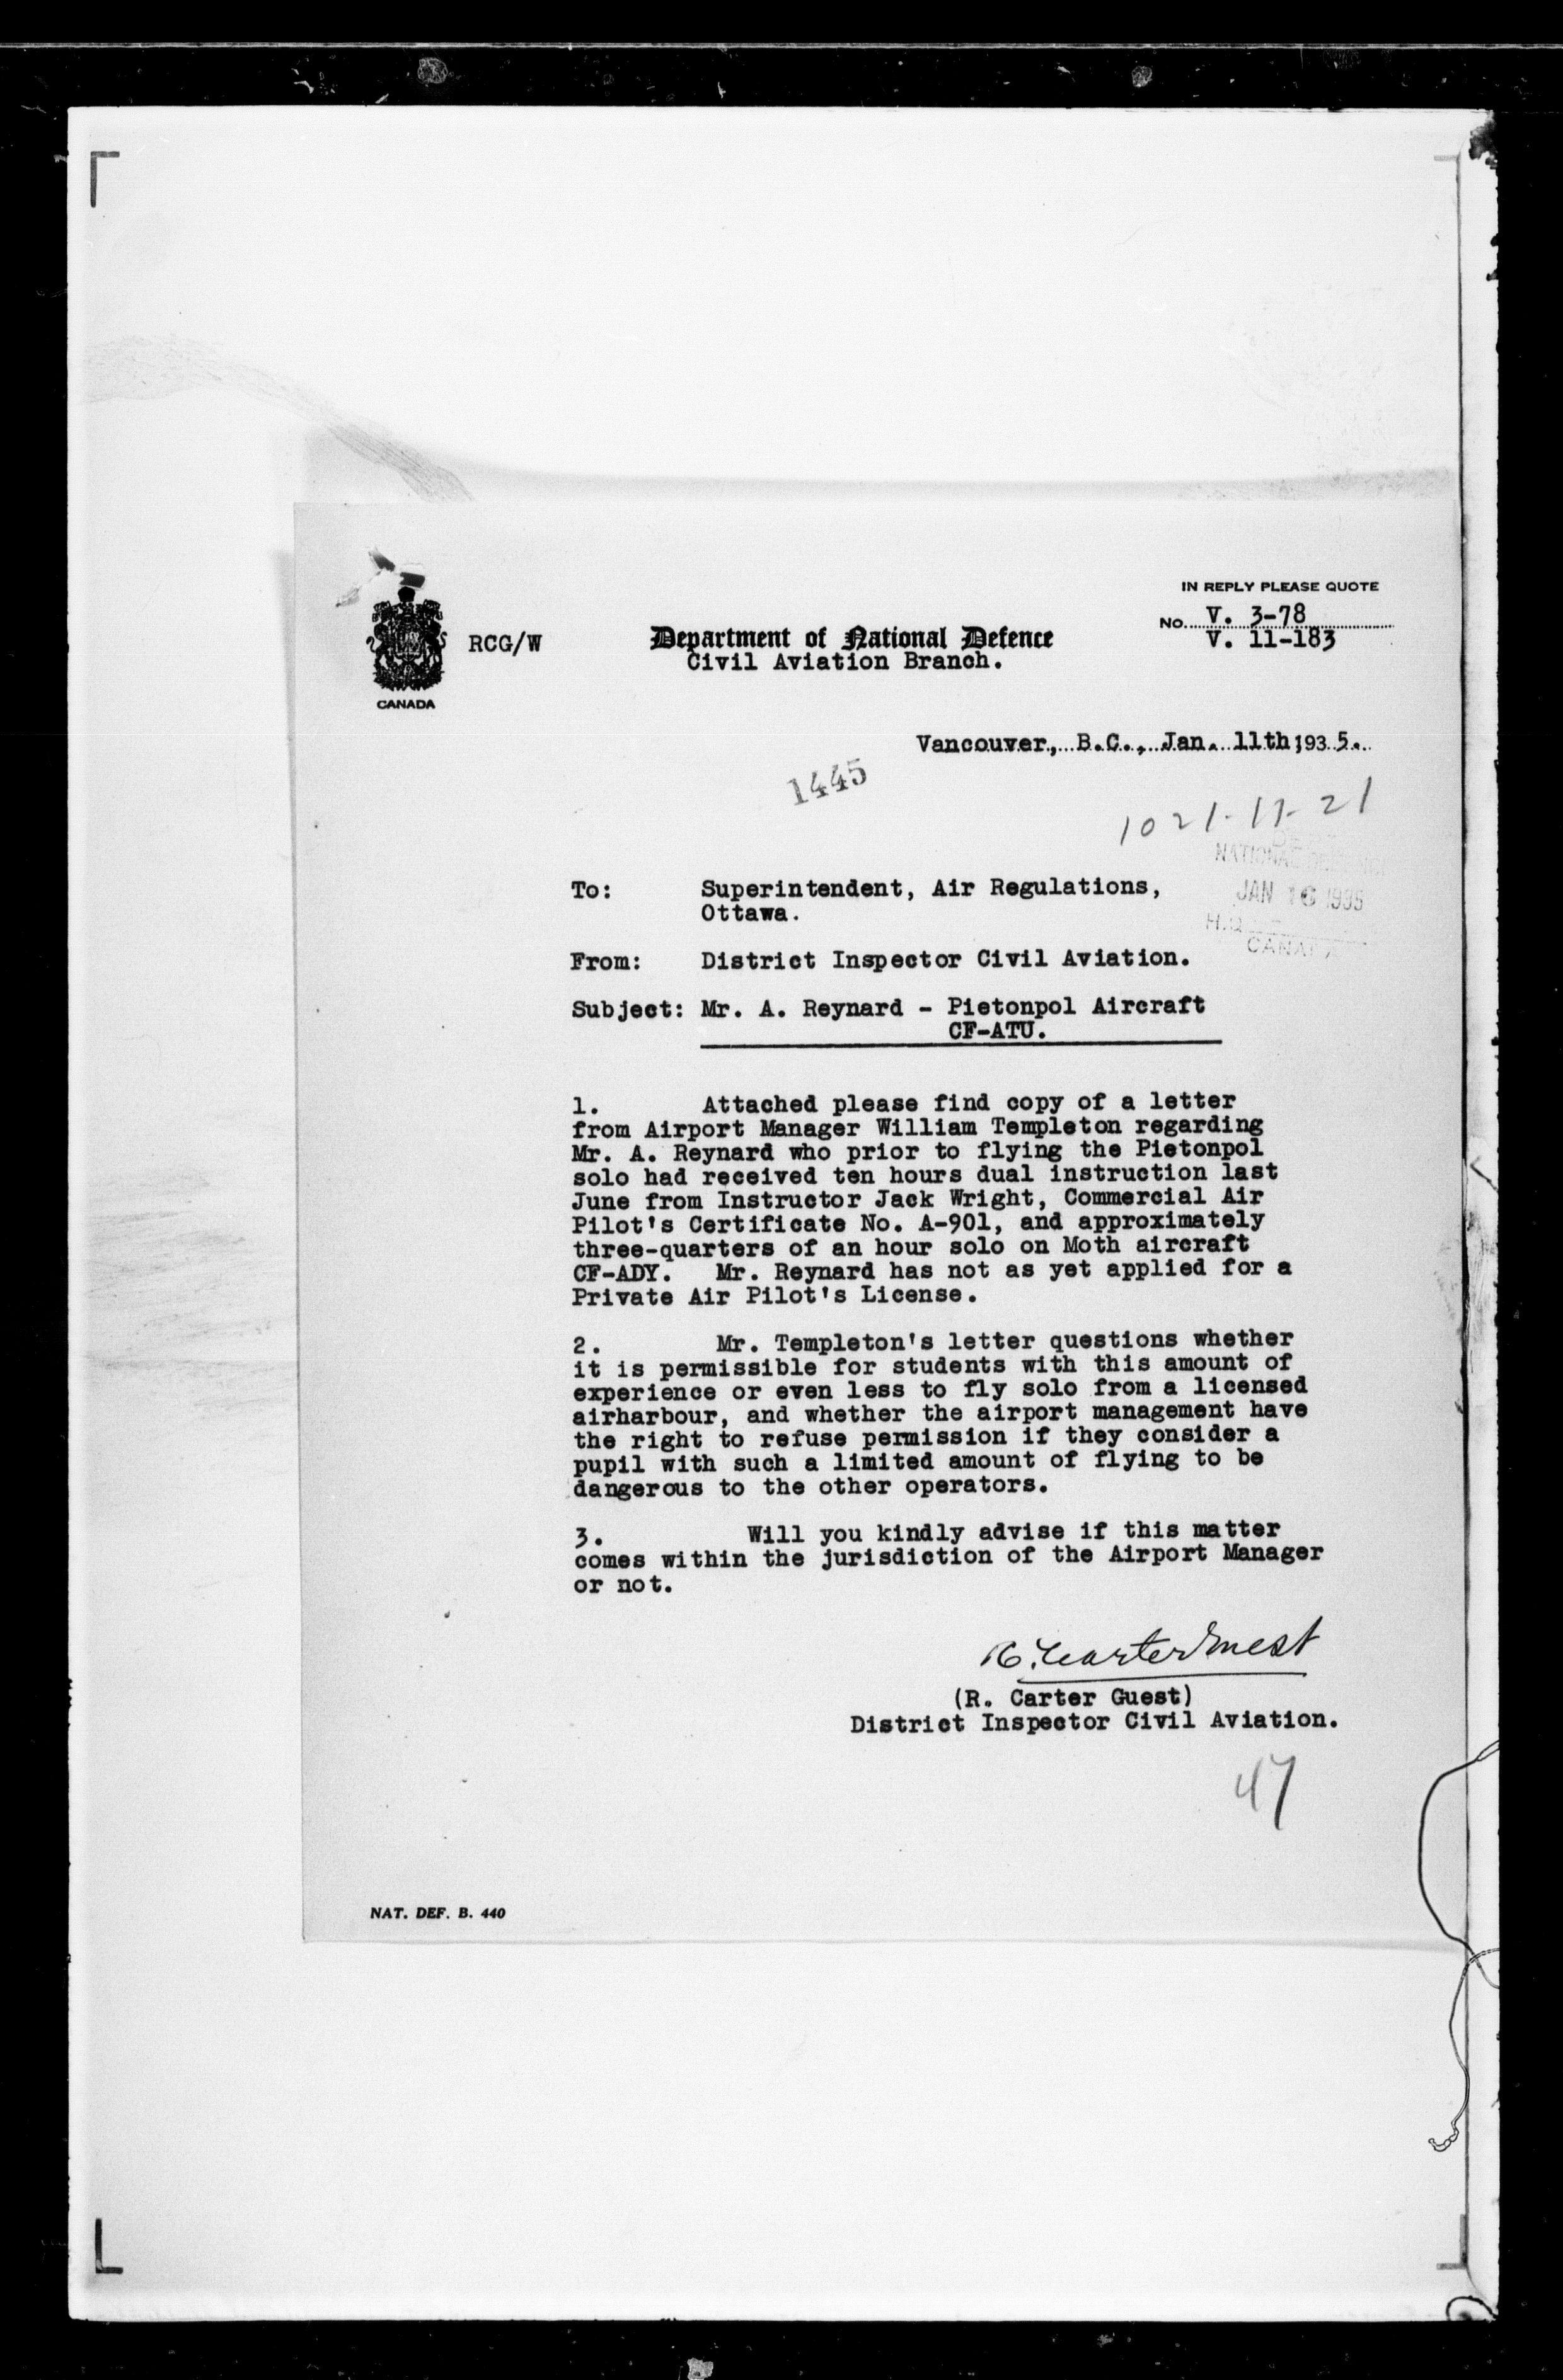 IN REPLY PLEASE QUOTE
No. V. 3-78
V. 11-183
RCG/W
Department of National Defence
Civil Aviation Branch.
CANADA
Vancouver, B.C., Jan. 11th, 1935.
1445
1021-11-21
NATIONAL DEFENCE
JAN 16 1935
H.Q.
CANADA
To: Superintendent, Air Regulations,
Ottawa.
From: District Inspector Civil Aviation.
Subject: Mr. A. Reynard - Pietonpol Aircraft
CF-ATU.
1. Attached please find copy of a letter
from Airport Manager William Templeton regarding
Mr. A. Reynard who prior to flying the Pietonpol
solo had received ten hours dual instruction last
June from Instructor Jack Wright, Commercial Air
Pilot's Certificate No. A-901, and approximately
three-quarters of an hour solo on Moth aircraft
CF-ADY. Mr. Reynard has not as yet applied for a
Private Air Pilot's License.
2. Mr. Templeton's letter questions whether
it is permissible for students with this amount of
experience or even less to fly solo from a licensed
airharbour, and whether the airport management have
the right to refuse permission if they consider a
pupil with such a limited amount of flying to be
dangerous to the other operators.
3. Will you kindly advise if this matter
comes within the jurisdiction of the Airport Manager
or not.
R. Carter Guest
(R. Carter Guest)
District Inspector Civil Aviation.
47
NAT. DEF. B. 440